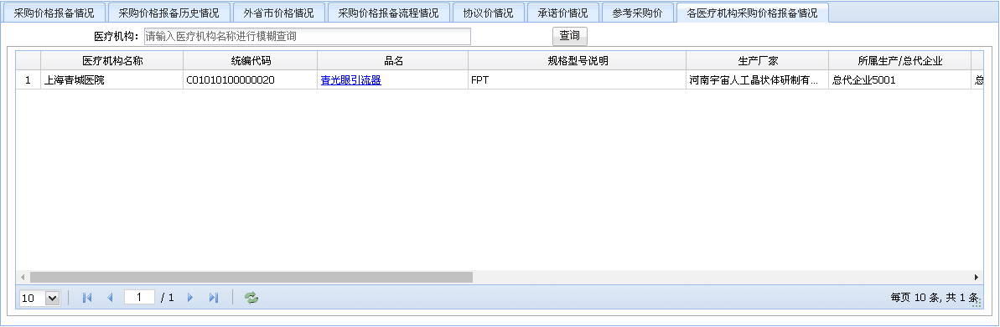 采购价格报备情况 采购价格报备历史情况 外省市价格情况 采购价格报备流程情况 协议价情况 承诺价情况 参考采购价 各医疗机构采购价格报备情况
医疗机构： 请输入医疗机构名称进行模糊查询 查询
医疗机构名称 统编代码 品名 规格型号说明 生产厂家 所属生产/总代企业
1 上海青城医院 C01010100000020 青光眼引流器 FPT 河南宇宙人工晶状体研制有... 总代企业5001 总
10 1 / 1 每页 10 条, 共 1 条